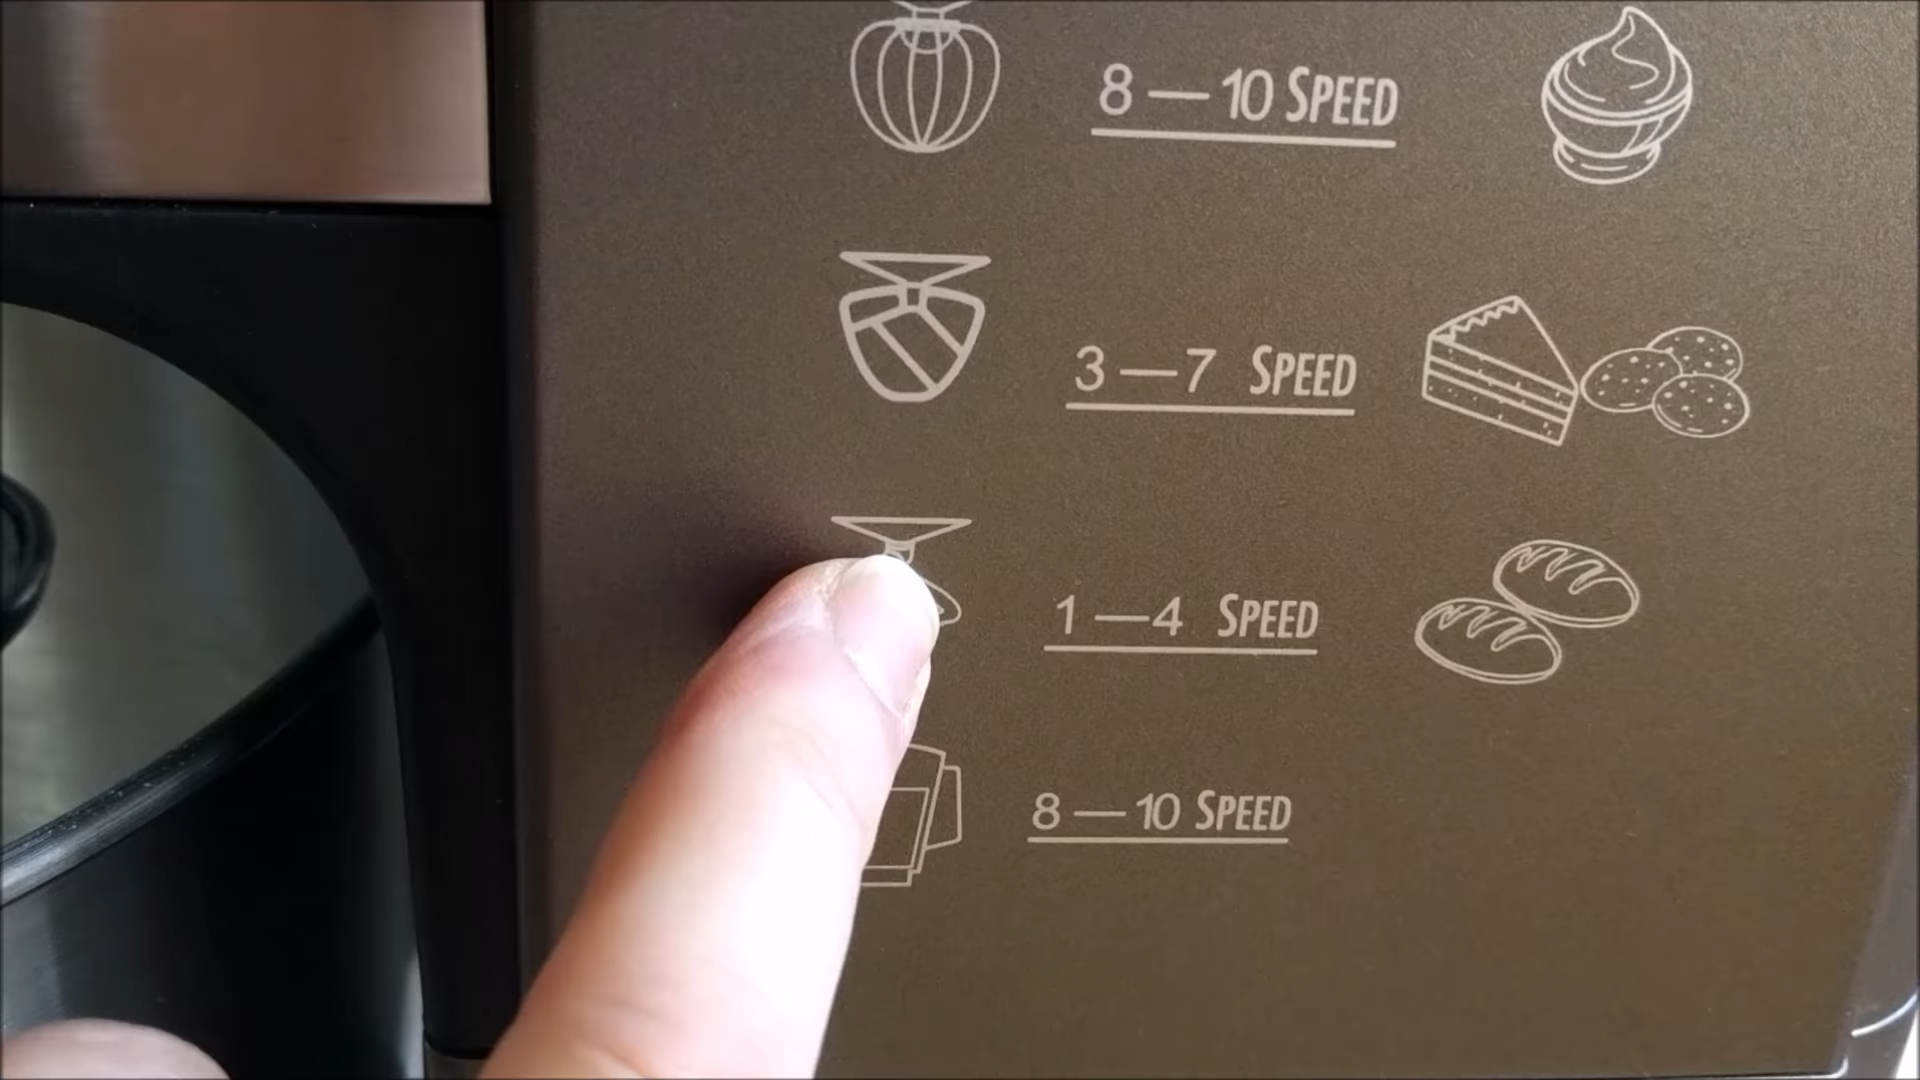 8 — 10 SPEED
3 — 7 SPEED
1 — 4 SPEED
8 — 10 SPEED